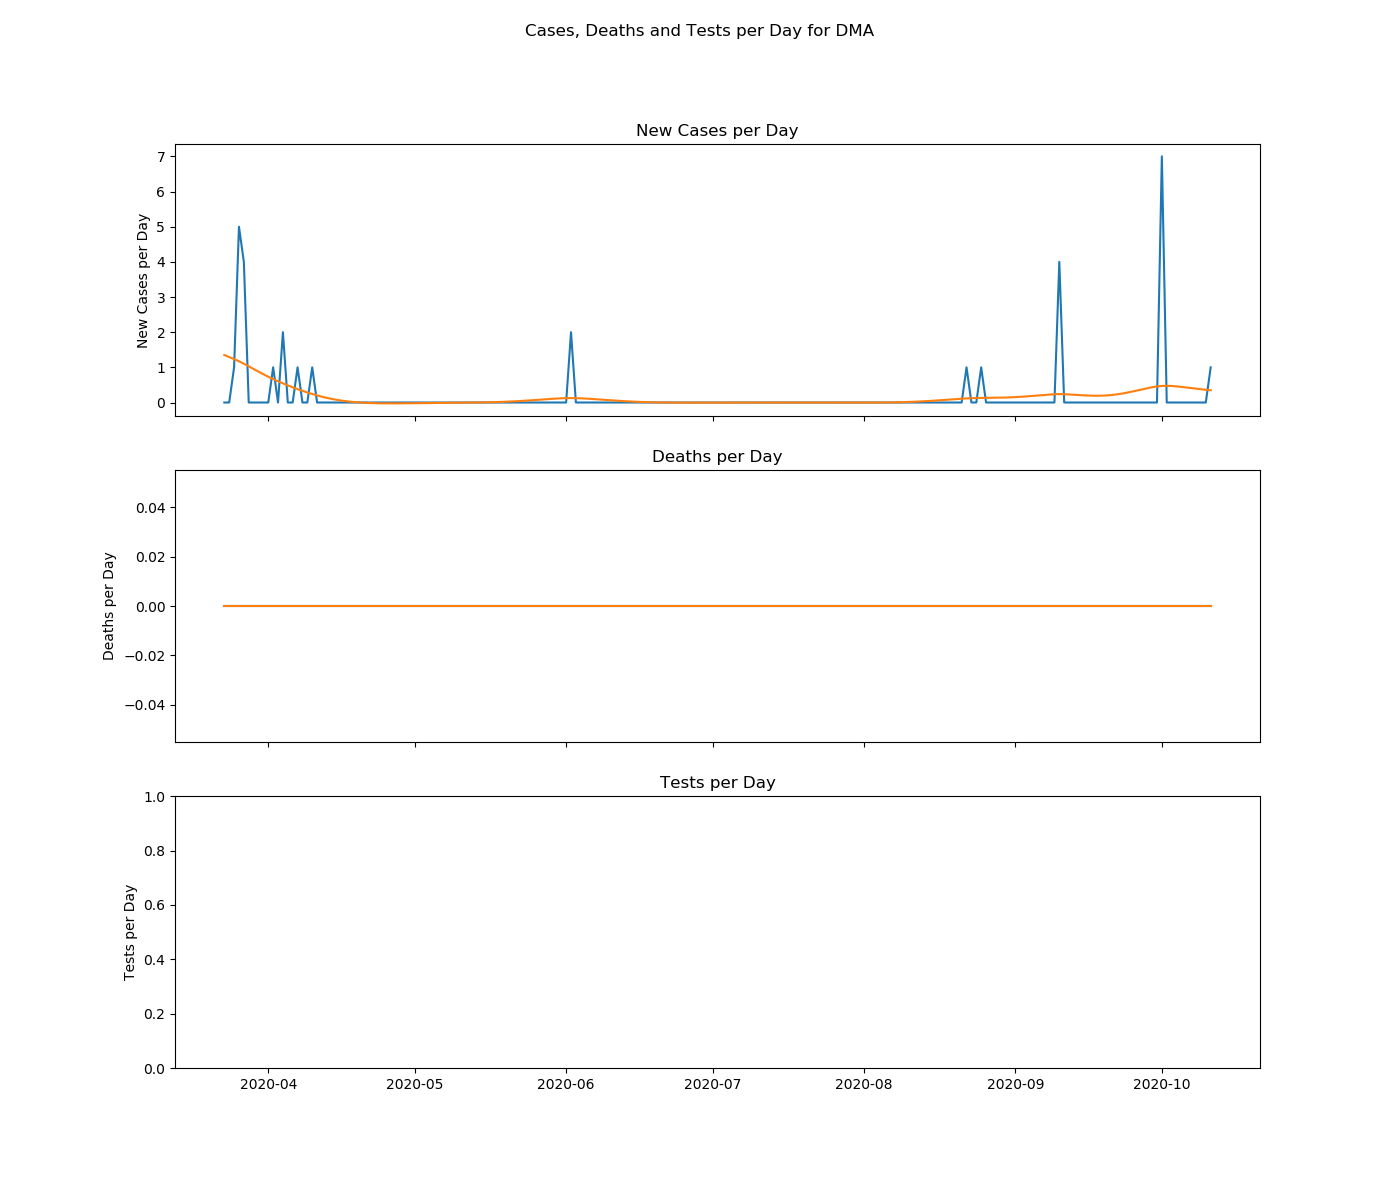 Cases, Deaths and Tests per Day for DMA
New Cases per Day
7
6
5
4
3
2
1
0
New Cases per Day
Deaths per Day
0.04
0.02
0.00
−0.02
−0.04
Deaths per Day
Tests per Day
1.0
0.8
0.6
0.4
0.2
0.0
Tests per Day
2020-04 2020-05 2020-06 2020-07 2020-08 2020-09 2020-10